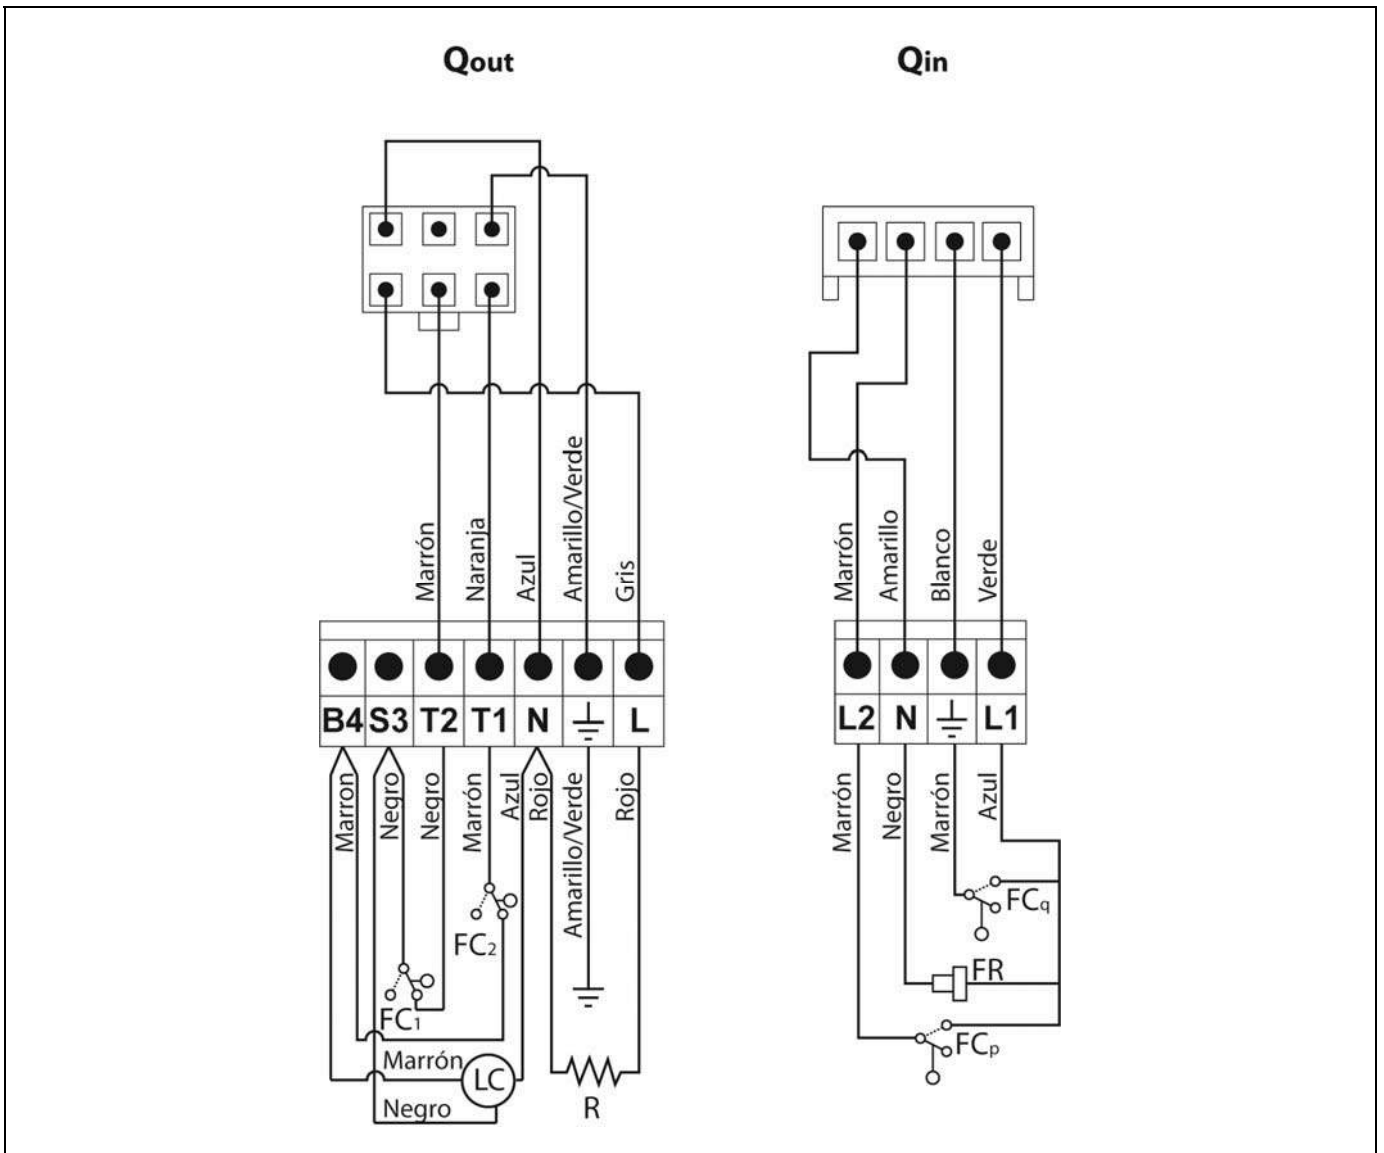 Qout
Qin
Marrón
Naranja
Azul
Amarillo/Verde
Gris
Marrón
Amarillo
Blanco
Verde
B4 S3 T2 T1 N L
L2 N L1
Marron
Negro
Negro
Marrón
Azul
Rojo
Amarillo/Verde
Rojo
Marrón
Negro
Marrón
Azul
FCq
FC2
FR
FC1
FCp
Marrón
LC
Negro
R